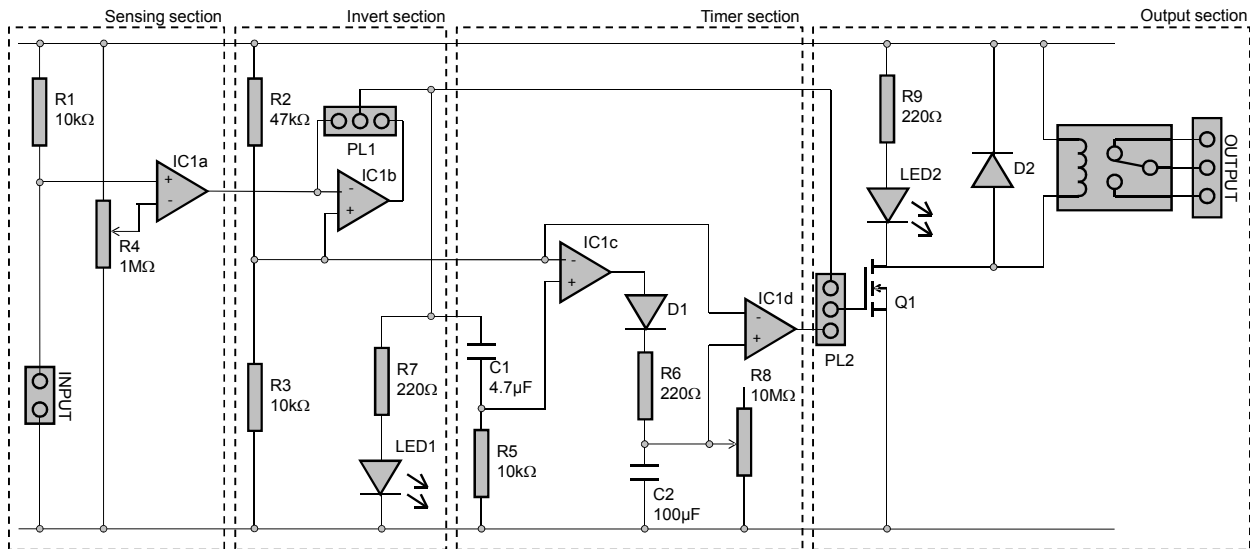 Sensing section
Invert section
Timer section
Output section
R1
10kΩ
R2
47kΩ
PL1
R9
220Ω
IC1a
IC1b
LED2
D2
OUTPUT
+
-
-
+
R4
1MΩ
IC1c
-
+
D1
IC1d
-
+
Q1
PL2
INPUT
R3
10kΩ
R7
220Ω
C1
4.7µF
R6
220Ω
R8
10MΩ
LED1
R5
10kΩ
C2
100µF